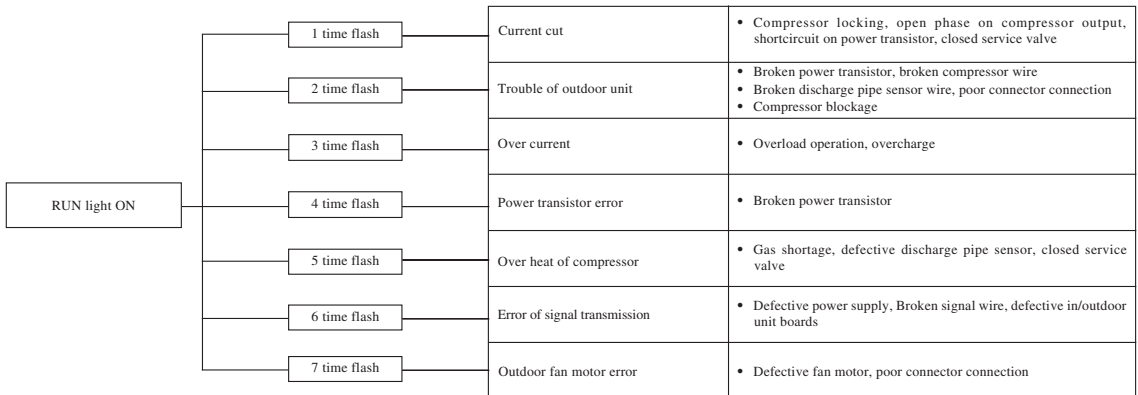 RUN light ON
1 time flash
Current cut
• Compressor locking, open phase on compressor output,
shortcircuit on power transistor, closed service valve
2 time flash
Trouble of outdoor unit
• Broken power transistor, broken compressor wire
• Broken discharge pipe sensor wire, poor connector connection
• Compressor blockage
3 time flash
Over current
• Overload operation, overcharge
4 time flash
Power transistor error
• Broken power transistor
5 time flash
Over heat of compressor
• Gas shortage, defective discharge pipe sensor, closed service
valve
6 time flash
Error of signal transmission
• Defective power supply, Broken signal wire, defective in/outdoor
unit boards
7 time flash
Outdoor fan motor error
• Defective fan motor, poor connector connection